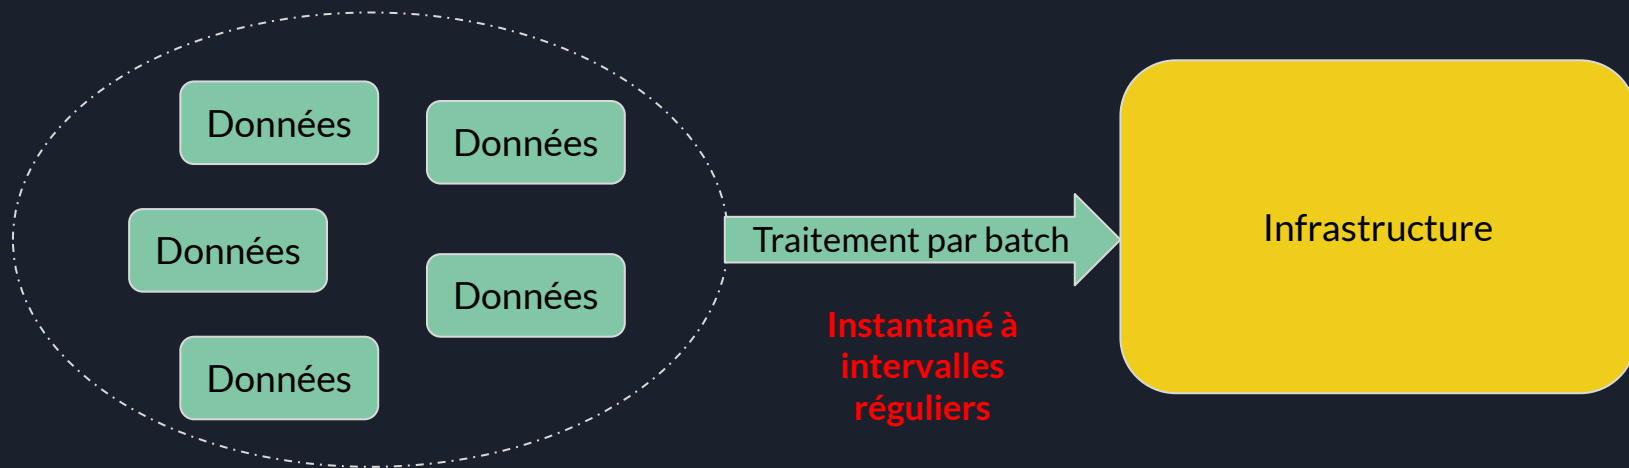 Données
Données
Données
Données
Données
Traitement par batch
Instantané à
intervalles
réguliers
Infrastructure